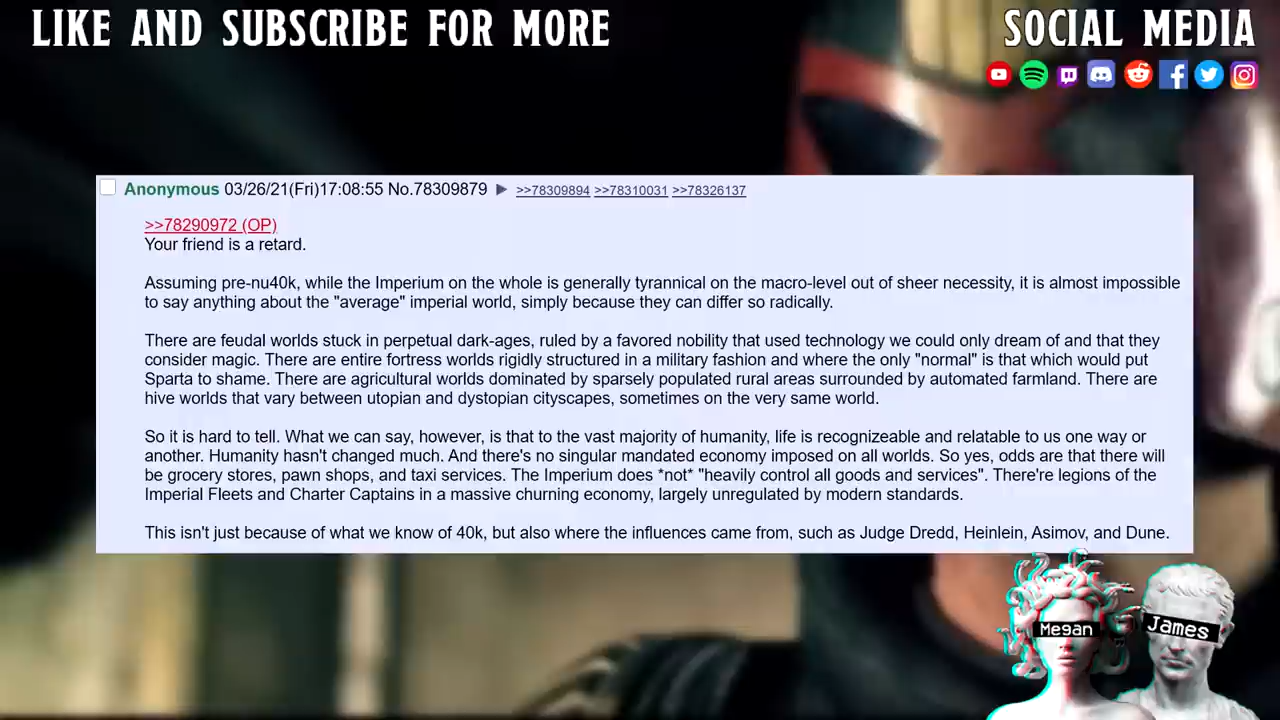 LIKE AND SUBSCRIBE FOR MORE
SOCIAL MEDIA
Anonymous 03/26/21(Fri)17:08:55 No.78309879 ▶ >>78309894 >>78310031 >>78326137
>>78290972 (OP)
Your friend is a retard.
Assuming pre-nu40k, while the Imperium on the whole is generally tyrannical on the macro-level out of sheer necessity, it is almost impossible
to say anything about the "average" imperial world, simply because they can differ so radically.
There are feudal worlds stuck in perpetual dark-ages, ruled by a favored nobility that used technology we could only dream of and that they
consider magic. There are entire fortress worlds rigidly structured in a military fashion and where the only "normal" is that which would put
Sparta to shame. There are agricultural worlds dominated by sparsely populated rural areas surrounded by automated farmland. There are
hive worlds that vary between utopian and dystopian cityscapes, sometimes on the very same world.
So it is hard to tell. What we can say, however, is that to the vast majority of humanity, life is recognizeable and relatable to us one way or
another. Humanity hasn't changed much. And there's no singular mandated economy imposed on all worlds. So yes, odds are that there will
be grocery stores, pawn shops, and taxi services. The Imperium does *not* "heavily control all goods and services". There're legions of the
Imperial Fleets and Charter Captains in a massive churning economy, largely unregulated by modern standards.
This isn't just because of what we know of 40k, but also where the influences came from, such as Judge Dredd, Heinlein, Asimov, and Dune.
Megan
James